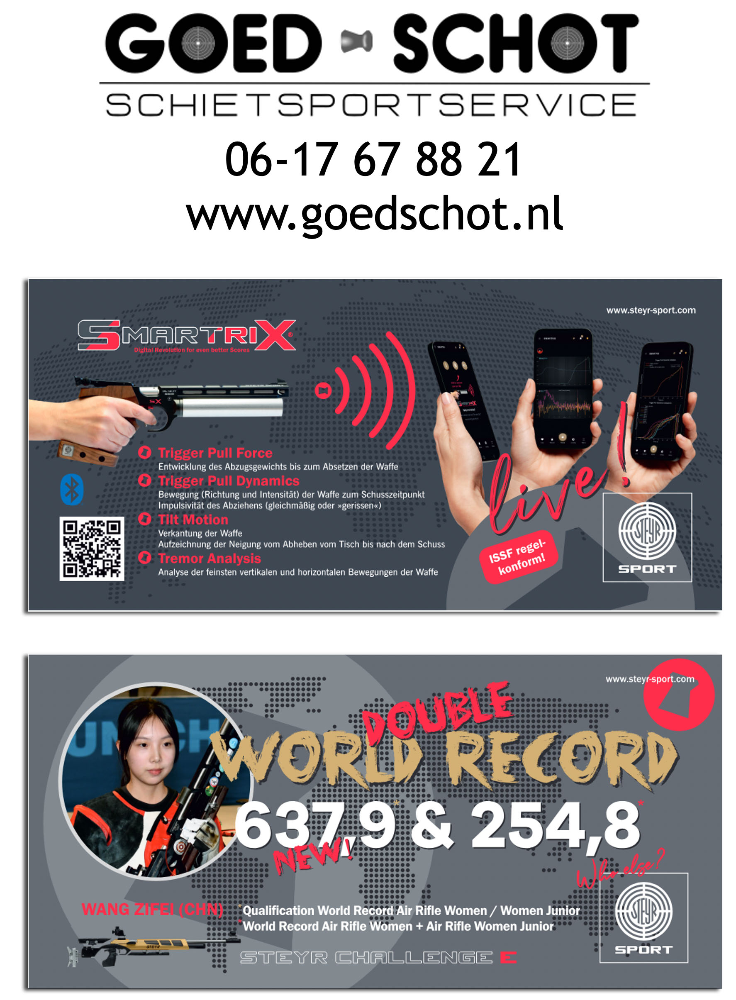 GOED - SCHOT
SCHIETSPORTSERVICE
06-17 67 88 21
www.goedschot.nl
www.steyr-sport.com
SMARTRIX®
Digital Revolution for even better Scores
STEYR SPORT
SX
Trigger Pull Force
Entwicklung des Abzugsgewichts bis zum Absetzen der Waffe
Trigger Pull Dynamics
Bewegung (Richtung und Intensität) der Waffe zum Schusszeitpunkt
Impulsivität des Abziehens (gleichmäßig oder »gerissen«)
Tilt Motion
Verkantung der Waffe
Aufzeichnung der Neigung vom Abheben vom Tisch bis nach dem Schuss
Tremor Analysis
Analyse der feinsten vertikalen und horizontalen Bewegungen der Waffe
live!
ISSF regel-
konform!
STEYR
SPORT
www.steyr-sport.com
DOUBLE
WORLD RECORD
637,9* & 254,8*
NEW!
Who else?
WANG ZIFEI (CHN)
*Qualification World Record Air Rifle Women / Women Junior
*World Record Air Rifle Women + Air Rifle Women Junior
STEYR
STEYR CHALLENGE E
STEYR
SPORT